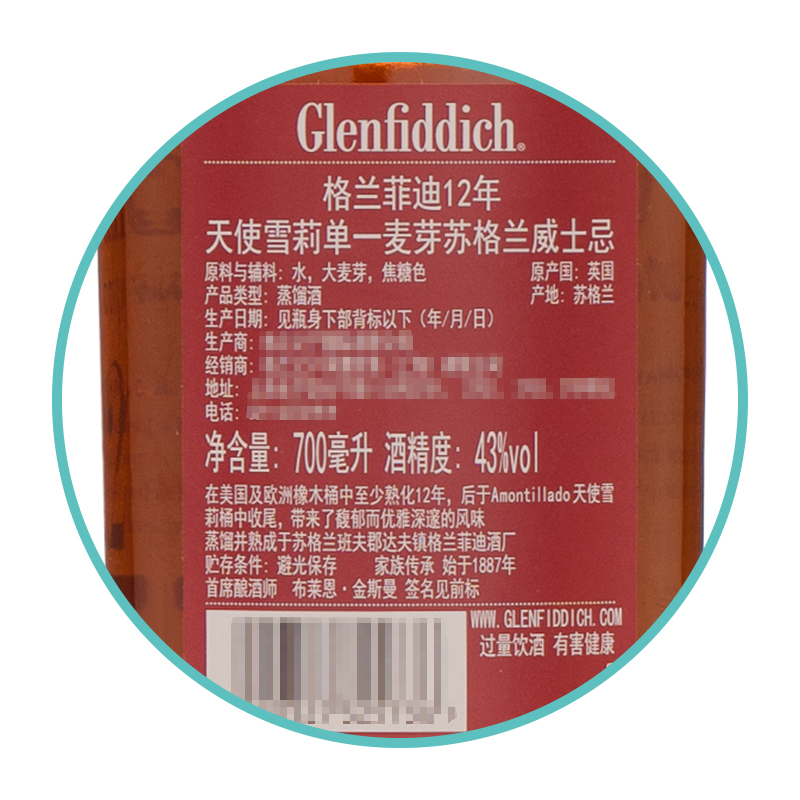 Glenfiddich®
格兰菲迪12年
天使雪莉单一麦芽苏格兰威士忌
原料与辅料：水，大麦芽，焦糖色 原产国：英国
产品类型：蒸馏酒 产地：苏格兰
生产日期：见瓶身下部背标以下（年/月/日）
生产商：
经销商：
地址：
电话：
净含量：700毫升 酒精度：43%vol
在美国及欧洲橡木桶中至少熟化12年，后于Amontillado天使雪
莉桶中收尾，带来了馥郁而优雅深邃的风味
蒸馏并熟成于苏格兰班夫郡达夫镇格兰菲迪酒厂
贮存条件：避光保存 家族传承 始于1887年
首席酿酒师 布莱恩·金斯曼 签名见前标
WWW.GLENFIDDICH.COM
过量饮酒 有害健康